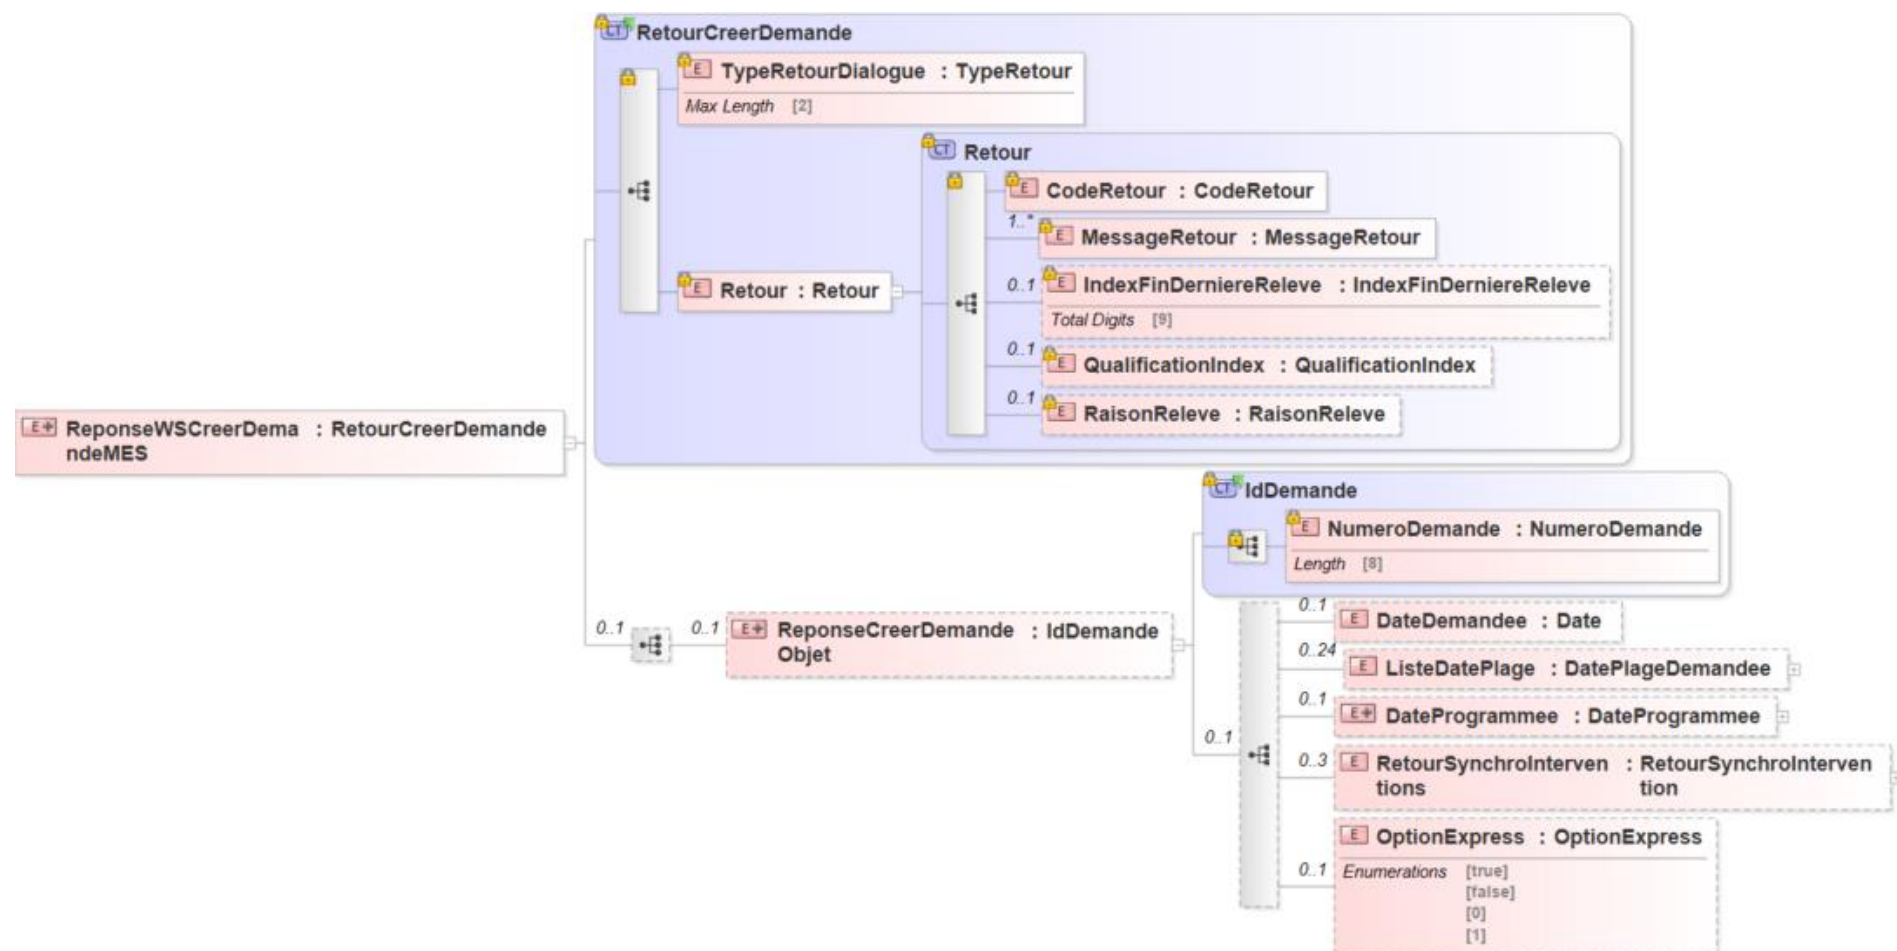 RetourCreerDemande
E TypeRetourDialogue : TypeRetour
Max Length [2]
CT Retour
E CodeRetour : CodeRetour
1..*
E MessageRetour : MessageRetour
0..1 E IndexFinDerniereReleve : IndexFinDerniereReleve
Total Digits [9]
E Retour : Retour
0..1
E QualificationIndex : QualificationIndex
0..1
E RaisonReleve : RaisonReleve
E+ ReponseWSCreerDema : RetourCreerDemande
ndeMES
CT IdDemande
E NumeroDemande : NumeroDemande
Length [8]
0..1
E DateDemandee : Date
0..1 0..1 E+ ReponseCreerDemande : IdDemande
Objet
0..24
E ListeDatePlage : DatePlageDemandee
0..1
E+ DateProgrammee : DateProgrammee
0..1
0..3 E RetourSynchroInterven : RetourSynchroInterven
tions tion
E OptionExpress : OptionExpress
0..1 Enumerations [true]
[false]
[0]
[1]